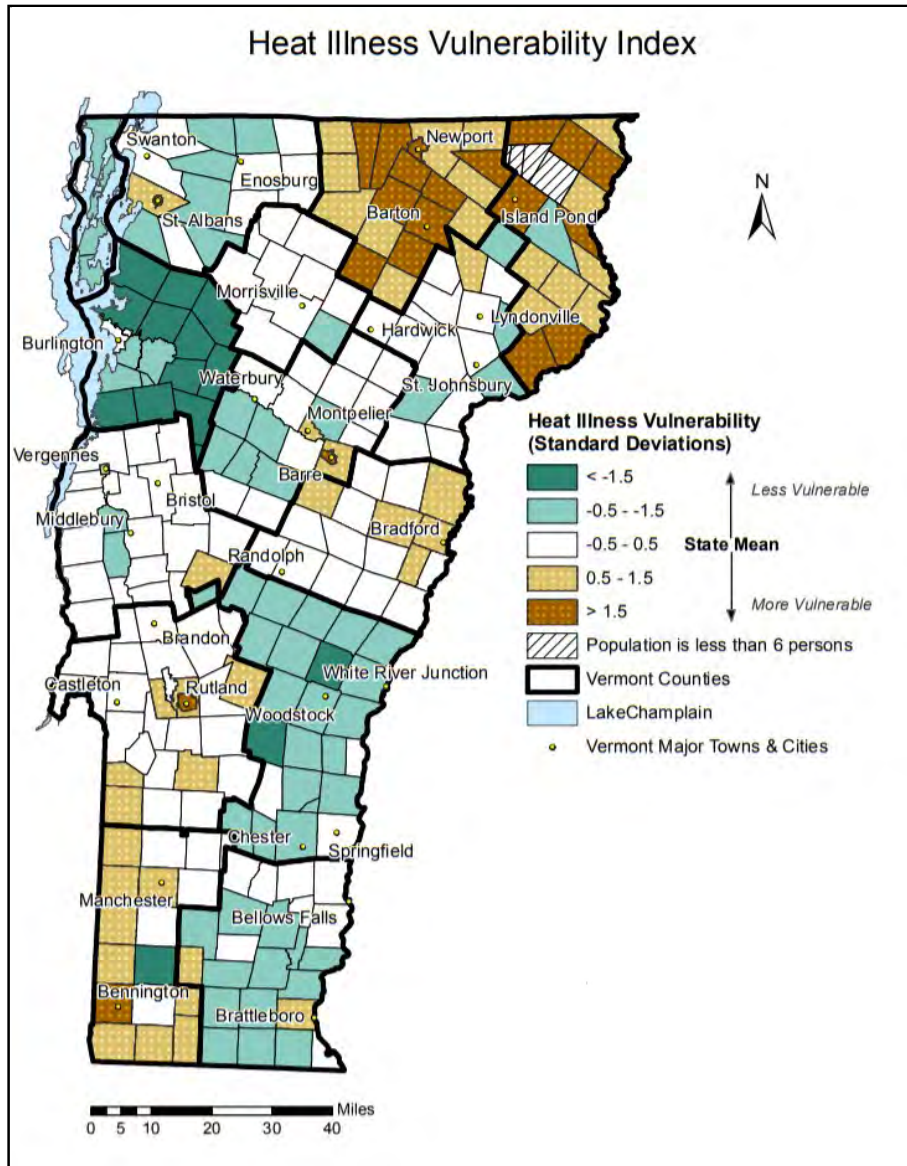 Heat Illness Vulnerability Index
Swanton
Newport
Enosburg
St. Albans
Barton
Island Pond
N
Morrisville
Hardwick
Lyndonville
Burlington
Waterbury
St. Johnsbury
Montpelier
Vergennes
Barre
Bristol
Middlebury
Bradford
Randolph
Brandon
White River Junction
Castleton
Rutland
Woodstock
Chester
Springfield
Manchester
Bellows Falls
Bennington
Brattleboro
Heat Illness Vulnerability
(Standard Deviations)
< -1.5
Less Vulnerable
-0.5 - -1.5
-0.5 - 0.5 State Mean
0.5 - 1.5
> 1.5
More Vulnerable
Population is less than 6 persons
Vermont Counties
LakeChamplain
Vermont Major Towns & Cities
Miles
0 5 10 20 30 40